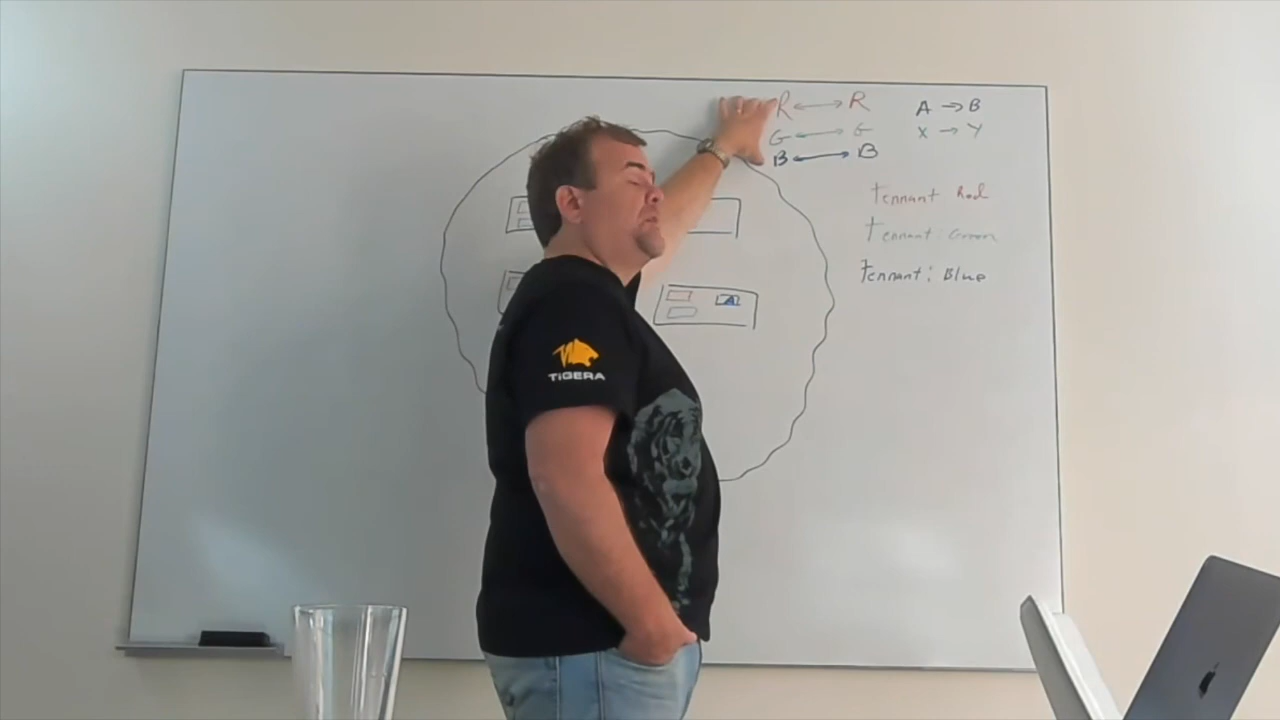 R ↔ R
G ↔ G
B ↔ B
A → B
X → Y
tennant Red
tennant: Green
tennant: Blue
A
TIGERA